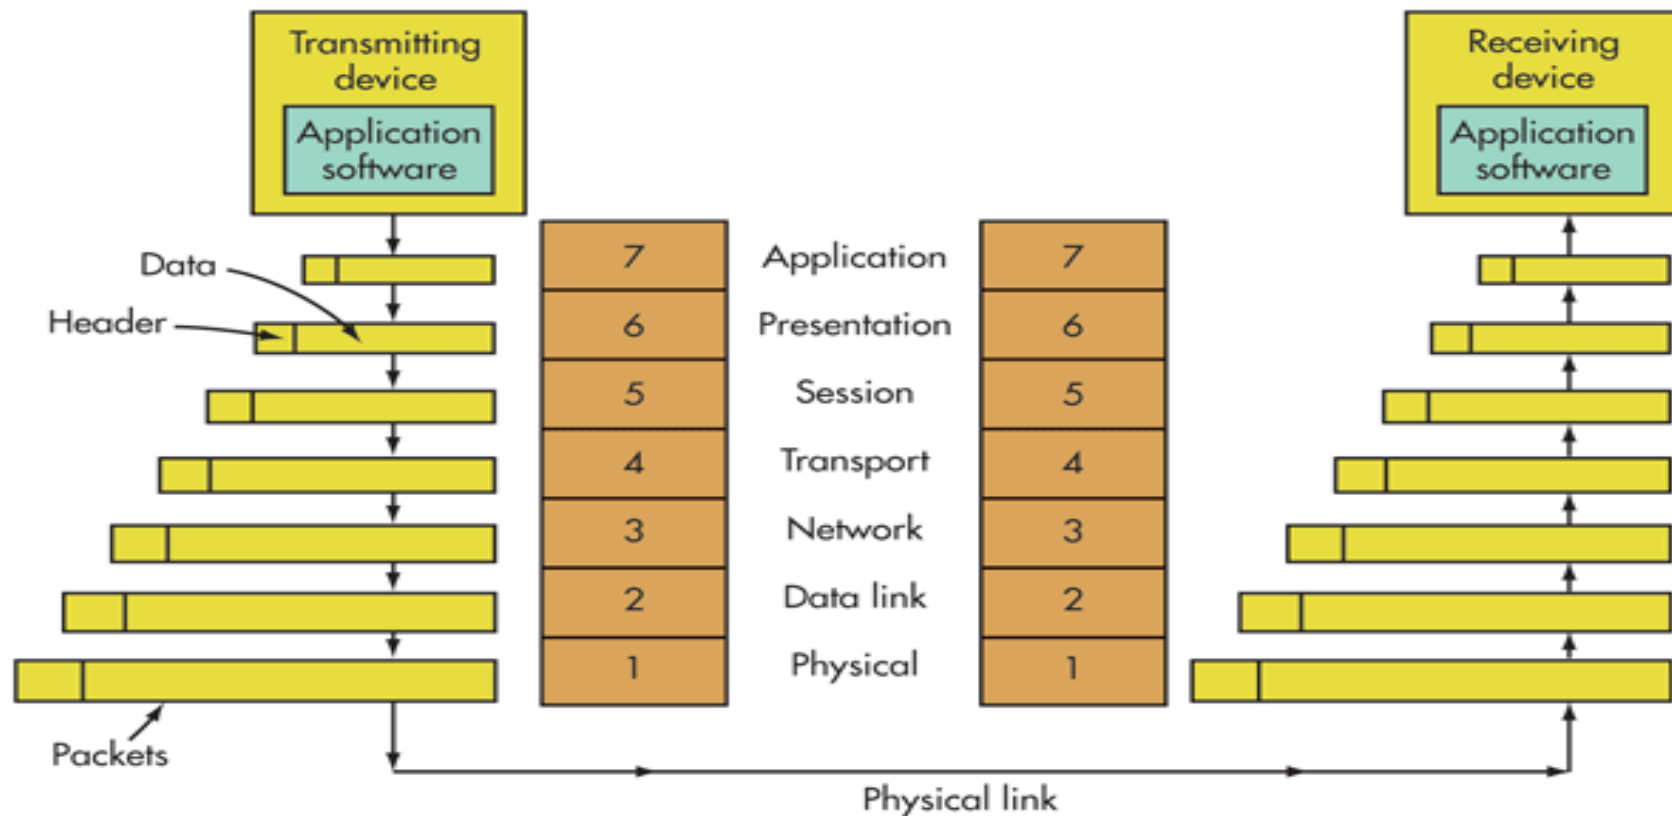 Transmitting
device
Application
software
Receiving
device
Application
software
Data
Header
Packets
7 Application 7
6 Presentation 6
5 Session 5
4 Transport 4
3 Network 3
2 Data link 2
1 Physical 1
Physical link